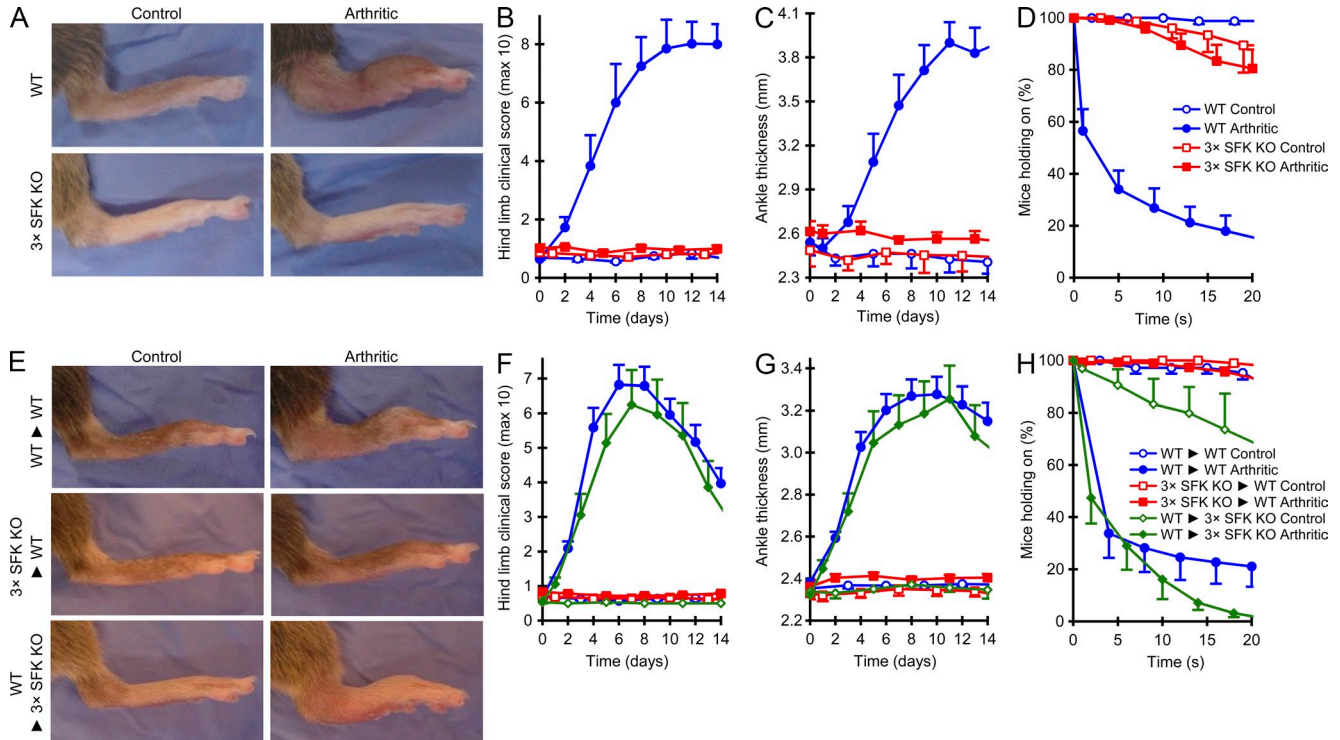 A
Control
Arthritic
WT
3× SFK KO
B
Hind limb clinical score (max 10)
8
6
4
2
0
0 2 4 6 8 10 12 14
Time (days)
C
Ankle thickness (mm)
4.1
3.8
3.5
3.2
2.9
2.6
2.3
0 2 4 6 8 10 12 14
Time (days)
D
Mice holding on (%)
100
80
60
40
20
0
0 5 10 15 20
Time (s)
WT Control
WT Arthritic
3× SFK KO Control
3× SFK KO Arthritic
E
Control
Arthritic
WT ► WT
3× SFK KO
► WT
WT
► 3× SFK KO
F
Hind limb clinical score (max 10)
7
6
5
4
3
2
1
0
0 2 4 6 8 10 12 14
Time (days)
G
Ankle thickness (mm)
3.4
3.2
3.0
2.8
2.6
2.4
2.2
0 2 4 6 8 10 12 14
Time (days)
H
Mice holding on (%)
100
80
60
40
20
0
0 5 10 15 20
Time (s)
WT ► WT Control
WT ► WT Arthritic
3× SFK KO ► WT Control
3× SFK KO ► WT Arthritic
WT ► 3× SFK KO Control
WT ► 3× SFK KO Arthritic